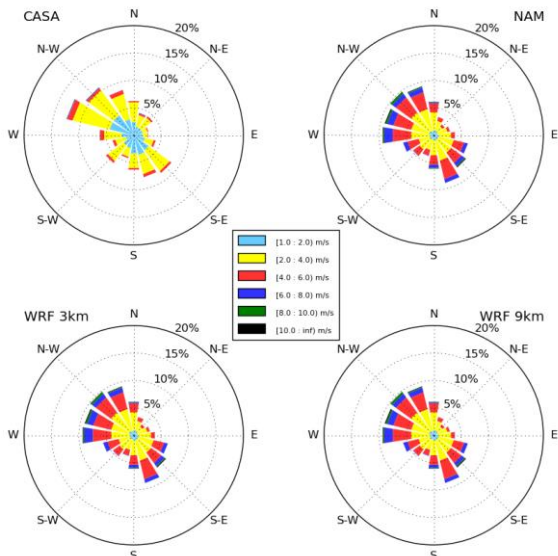 CASA
N
20%
15%
10%
5%
N-W
N-E
W
E
S-W
S-E
S
NAM
N
20%
15%
10%
5%
N-W
N-E
W
E
S-W
S-E
S
[1.0 : 2.0) m/s
[2.0 : 4.0) m/s
[4.0 : 6.0) m/s
[6.0 : 8.0) m/s
[8.0 : 10.0) m/s
[10.0 : inf) m/s
WRF 3km
N
20%
15%
10%
5%
N-W
N-E
W
E
S-W
S-E
S
WRF 9km
N
20%
15%
10%
5%
N-W
N-E
W
E
S-W
S-E
S